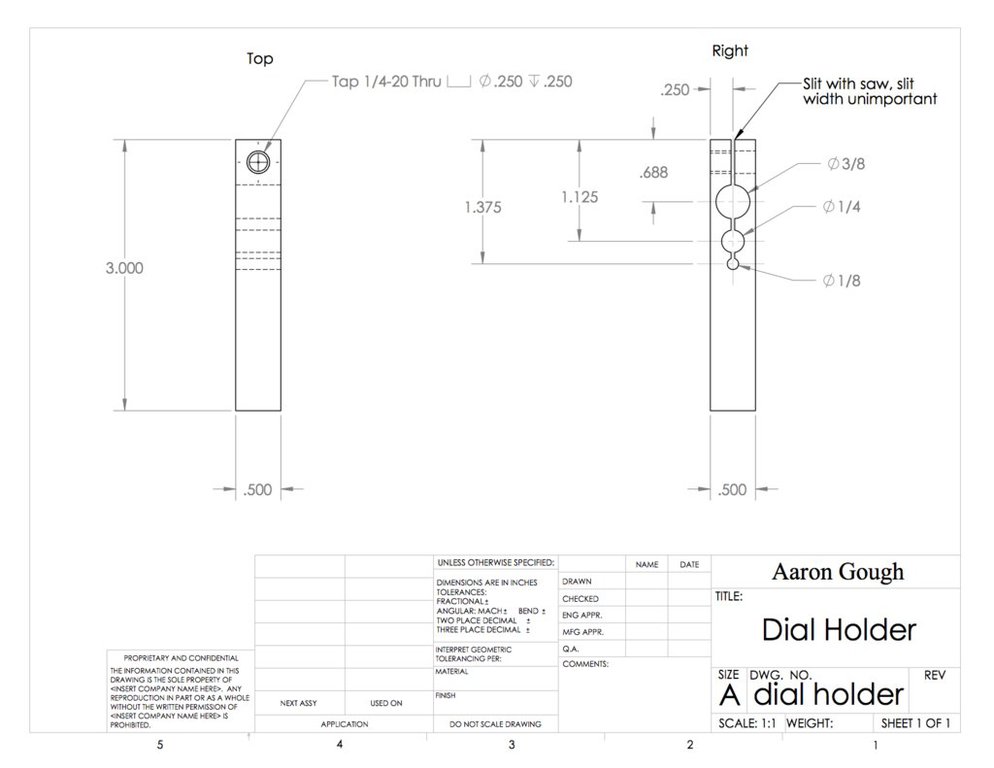 Top
Right
Tap 1/4-20 Thru ⌴ ∅ .250 ↧ .250
.250
Slit with saw, slit
width unimportant
∅3/8
.688
1.125
1.375
∅1/4
3.000
∅1/8
.500
.500
UNLESS OTHERWISE SPECIFIED:
DIMENSIONS ARE IN INCHES
TOLERANCES:
FRACTIONAL±
ANGULAR: MACH± BEND ±
TWO PLACE DECIMAL ±
THREE PLACE DECIMAL ±
INTERPRET GEOMETRIC
TOLERANCING PER:
MATERIAL
FINISH
DO NOT SCALE DRAWING
NAME DATE
DRAWN
CHECKED
ENG APPR.
MFG APPR.
Q.A.
COMMENTS:
Aaron Gough
TITLE:
Dial Holder
SIZE DWG. NO. REV
A dial holder
SCALE: 1:1 WEIGHT: SHEET 1 OF 1
PROPRIETARY AND CONFIDENTIAL
THE INFORMATION CONTAINED IN THIS
DRAWING IS THE SOLE PROPERTY OF
<INSERT COMPANY NAME HERE>. ANY
REPRODUCTION IN PART OR AS A WHOLE
WITHOUT THE WRITTEN PERMISSION OF
<INSERT COMPANY NAME HERE> IS
PROHIBITED.
NEXT ASSY USED ON
APPLICATION
5 4 3 2 1